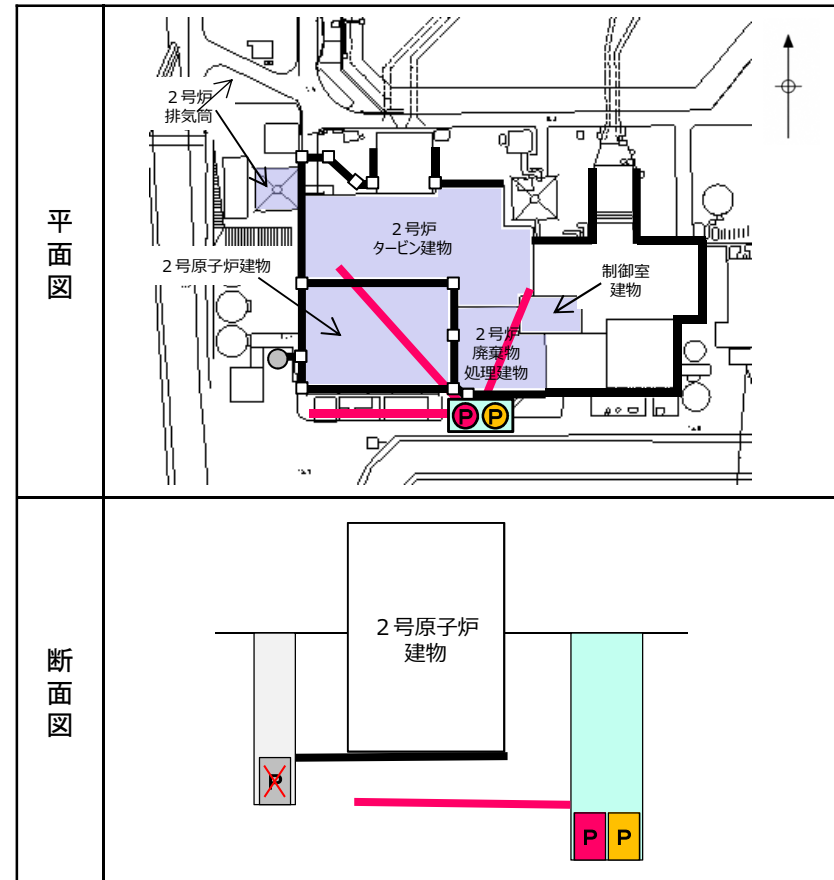 平面図
２号炉
排気筒
２号炉
タービン建物
２号原子炉建物
制御室
建物
２号炉
廃棄物
処理建物
P P
断面図
２号原子炉
建物
P
P P